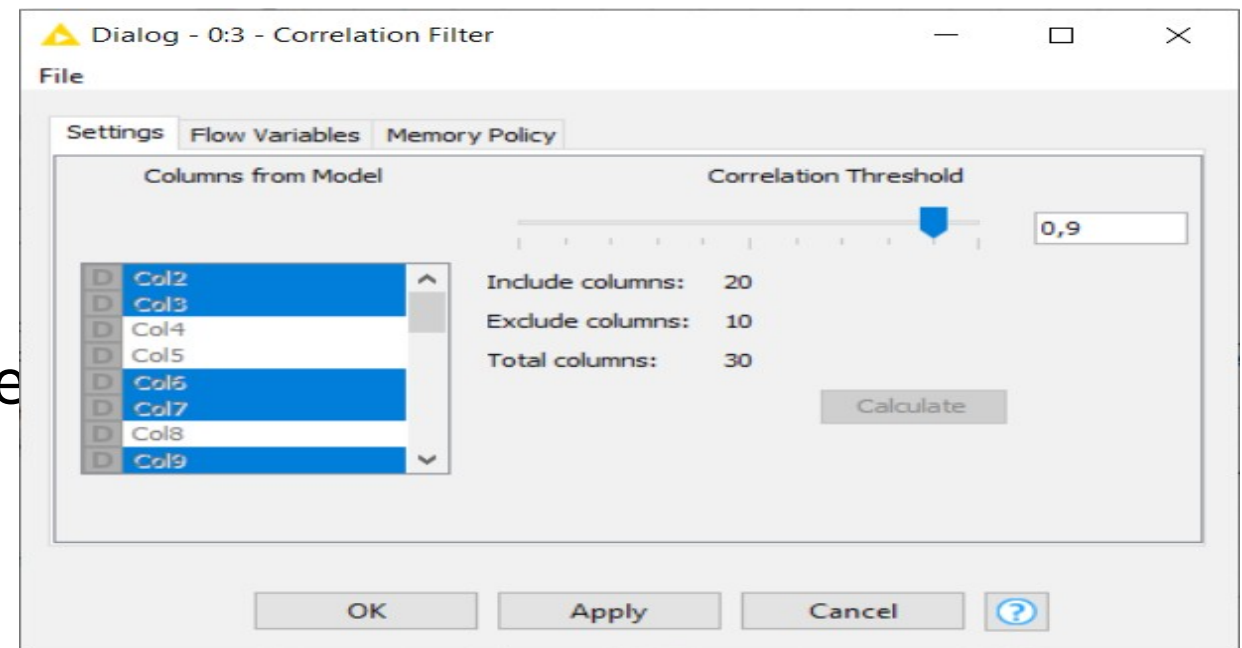 Dialog - 0:3 - Correlation Filter
File
Settings Flow Variables Memory Policy
Columns from Model Correlation Threshold
0,9
D Col2
D Col3
D Col4
D Col5
D Col6
D Col7
D Col8
D Col9
Include columns: 20
Exclude columns: 10
Total columns: 30
Calculate
e
OK Apply Cancel ?